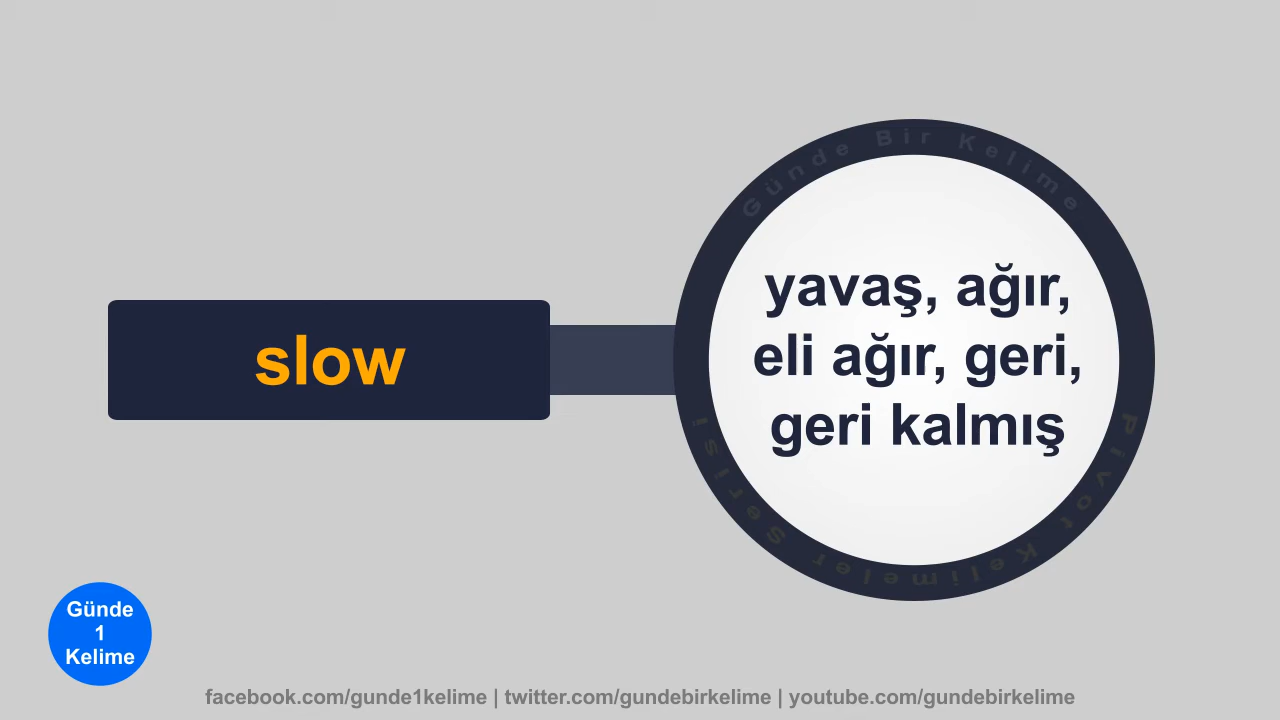 Günde Bir Kelime
yavaş, ağır,
eli ağır, geri,
geri kalmış
slow
Pivot Kelimeler Serisi
Günde
1
Kelime
facebook.com/gunde1kelime | twitter.com/gundebirkelime | youtube.com/gundebirkelime